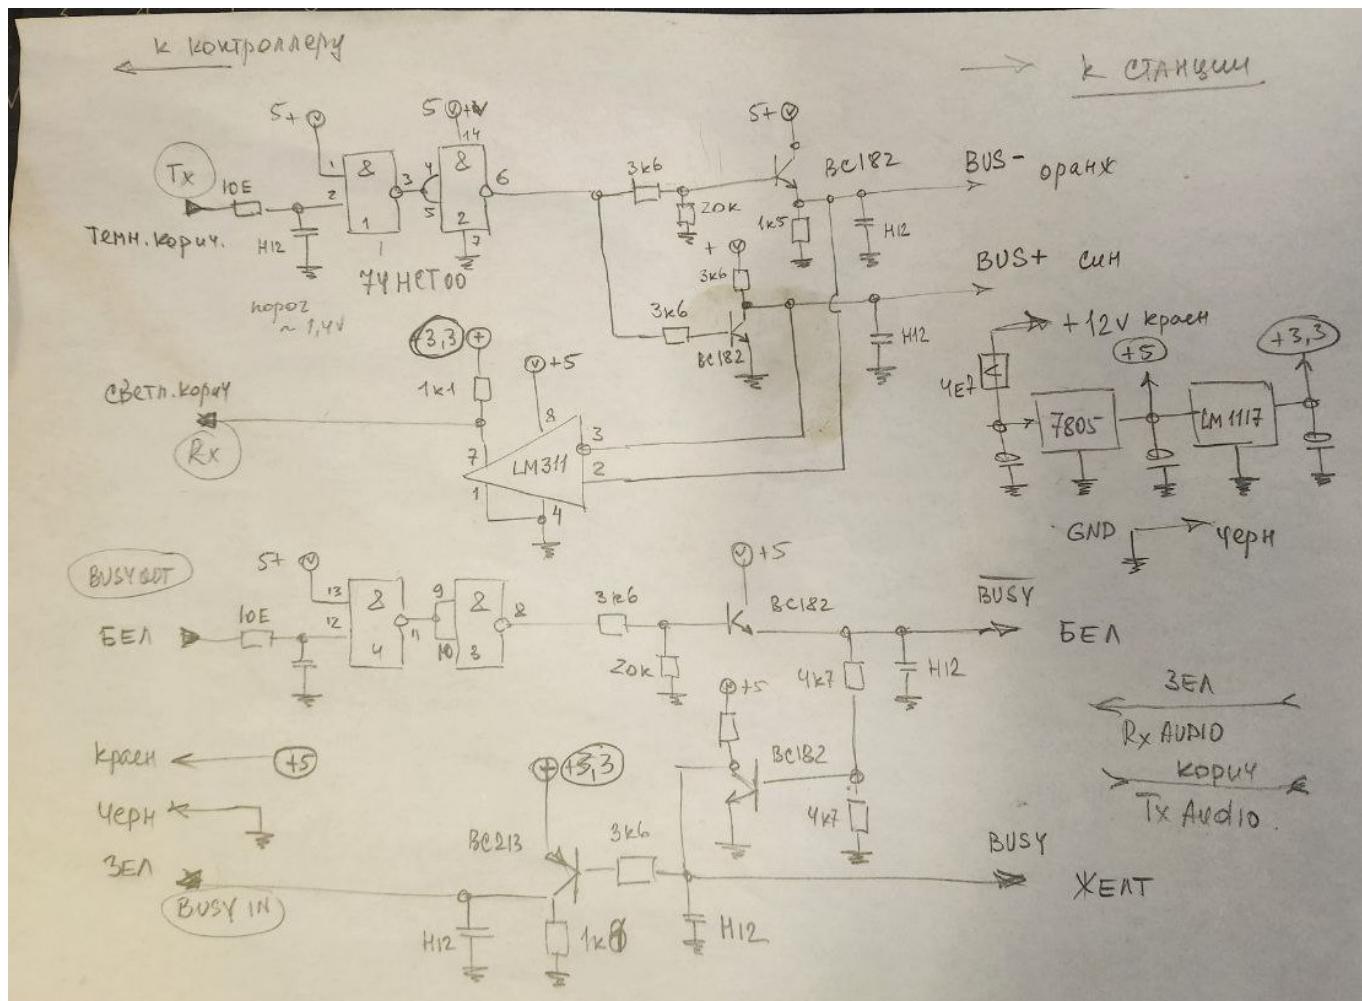 к контроллеру
к станции
5+
5 +V
14
Tx
10E
1
2
&
3
1
4
5
&
6
2
7
H12
темн.корич.
74HCT00
порог
~ 1,4V
3к6
20к
5+
BC182
1к5
H12
BUS- оранж
+
3к6
3к6
BC182
H12
BUS+ син
+3,3
+
1к1
+5
8
7
LM311
3
2
1
4
светл.корич
Rx
+12V красн
4E7
7805
+5
LM1117
+3,3
GND
черн
BUSY OUT
5+
10E
13
12
&
11
4
9
10
&
8
3
БЕЛ
3к6
20к
+5
BC182
4к7
H12
BUSY
БЕЛ
+5
BC182
4к7
ЗЕЛ
Rx AUDIO
корич
Tx Audio
красн
+5
черн
ЗЕЛ
BUSY IN
+
+3,3
BC213
3к6
H12
1к8
H12
BUSY
ЖЕЛТ